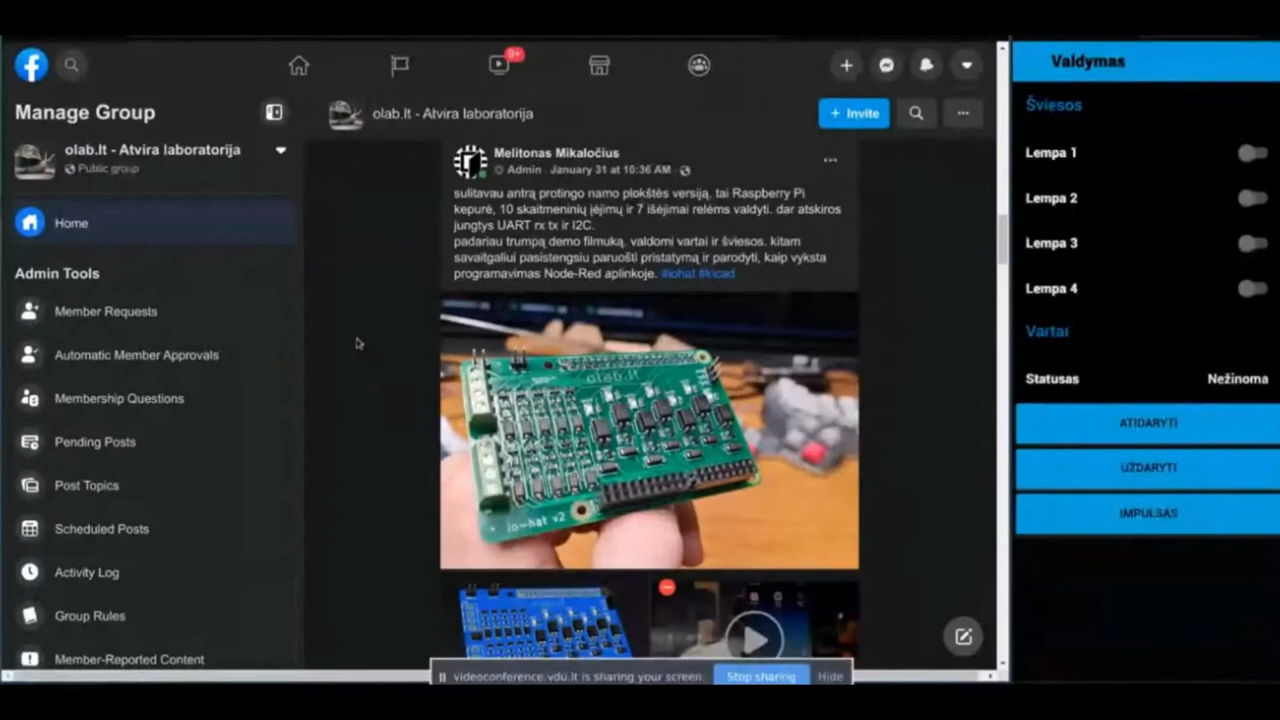 9+
Manage Group
olab.lt - Atvira laboratorija
+ Invite
olab.lt - Atvira laboratorija
Public group
Home
Admin Tools
Member Requests
Automatic Member Approvals
Membership Questions
Pending Posts
Post Topics
Scheduled Posts
Activity Log
Group Rules
Member-Reported Content
Melitonas Mikaločius
Admin · January 31 at 10:36 AM ·
sulitavau antrą protingo namo plokštės versiją, tai Raspberry Pi
kepurė, 10 skaitmeninių įėjimų ir 7 išėjimai relėms valdyti. dar atskiros
jungtys UART rx tx ir I2C.
padariau trumpą demo filmuką. valdomi vartai ir šviesos. kitam
savaitgaliui pasistengsiu paruošti pristatymą ir parodyti, kaip vyksta
programavimas Node-Red aplinkoje. #iohat #kicad
olab.lt
io-hat v2
videoconference.vdu.lt is sharing your screen
Stop sharing
Hide
Valdymas
Šviesos
Lempa 1
Lempa 2
Lempa 3
Lempa 4
Vartai
Statusas Nežinoma
ATIDARYTI
UŽDARYTI
IMPULSAS